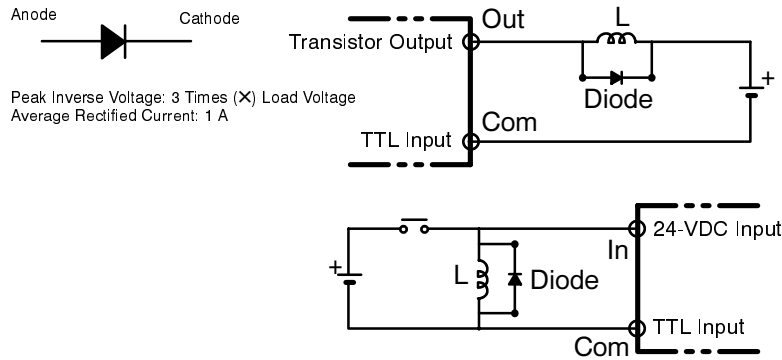 Anode
Cathode
Peak Inverse Voltage: 3 Times (×) Load Voltage
Average Rectified Current: 1 A
Transistor Output
Out
L
+
Diode
TTL Input
Com
+
L
Diode
In
24-VDC Input
Com
TTL Input